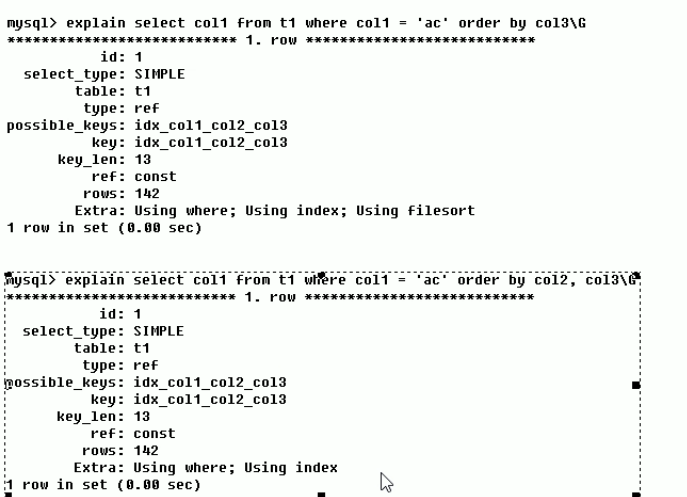 mysql> explain select col1 from t1 where col1 = 'ac' order by col3\G
*************************** 1. row ***************************
id: 1
select_type: SIMPLE
table: t1
type: ref
possible_keys: idx_col1_col2_col3
key: idx_col1_col2_col3
key_len: 13
ref: const
rows: 142
Extra: Using where; Using index; Using filesort
1 row in set (0.00 sec)
mysql> explain select col1 from t1 where col1 = 'ac' order by col2, col3\G
*************************** 1. row ***************************
id: 1
select_type: SIMPLE
table: t1
type: ref
possible_keys: idx_col1_col2_col3
key: idx_col1_col2_col3
key_len: 13
ref: const
rows: 142
Extra: Using where; Using index
1 row in set (0.00 sec)